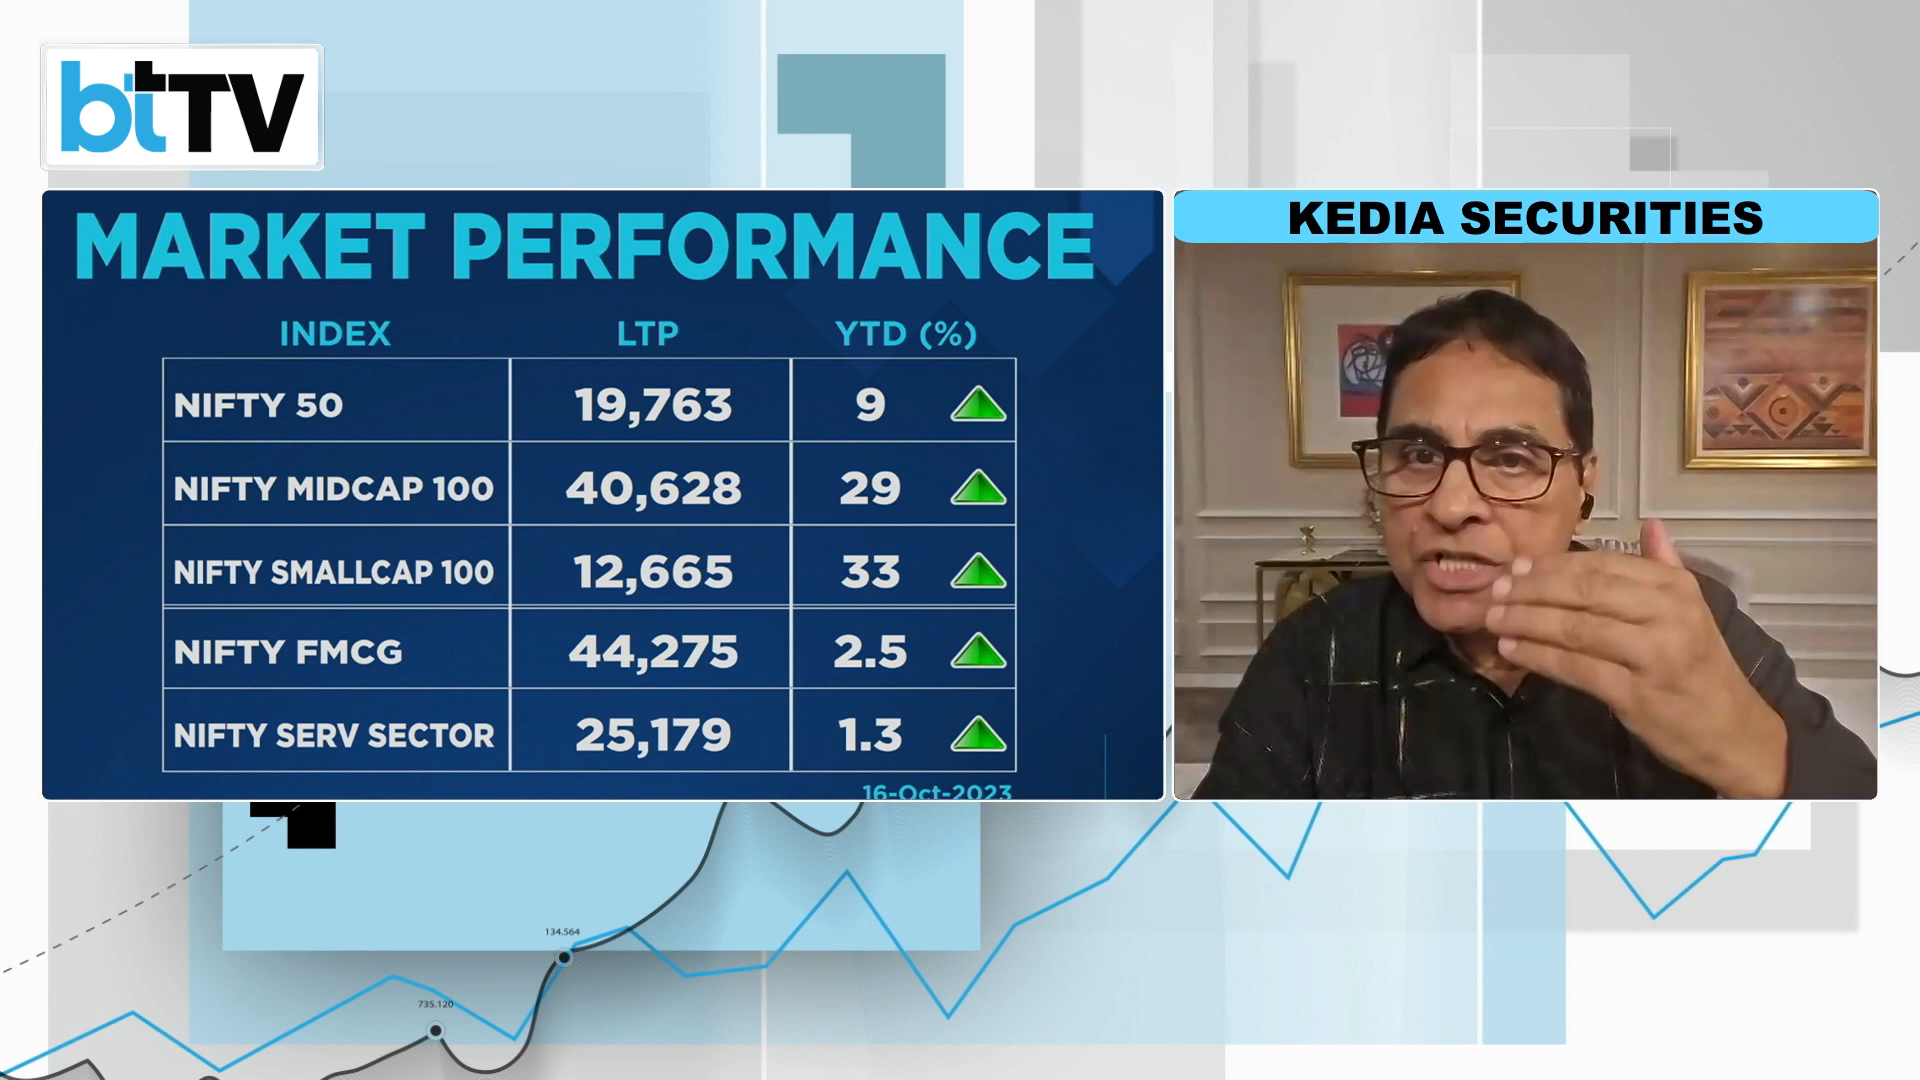 btTV
MARKET PERFORMANCE
INDEX LTP YTD (%)
NIFTY 50 19,763 9
NIFTY MIDCAP 100 40,628 29
NIFTY SMALLCAP 100 12,665 33
NIFTY FMCG 44,275 2.5
NIFTY SERV SECTOR 25,179 1.3
16-Oct-2023
KEDIA SECURITIES
134.564
735.120